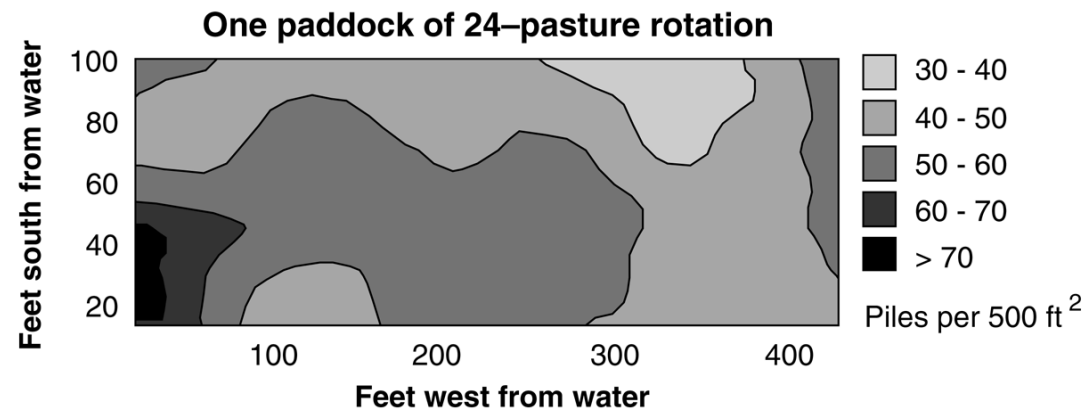 One paddock of 24–pasture rotation
Feet south from water
100
80
60
40
20
100 200 300 400
Feet west from water
30 - 40
40 - 50
50 - 60
60 - 70
> 70
Piles per 500 ft 2